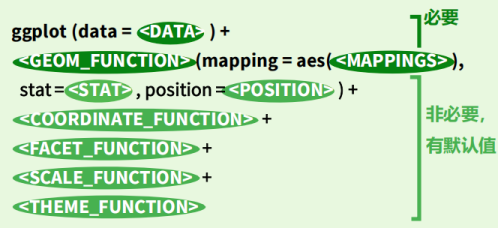 ggplot (data = <DATA> ) +
必要
<GEOM_FUNCTION>(mapping = aes(<MAPPINGS>),
stat=<STAT> , position =<POSITION> ) +
<COORDINATE_FUNCTION> +
非必要，
<FACET_FUNCTION> +
有默认值
<SCALE_FUNCTION> +
<THEME_FUNCTION>